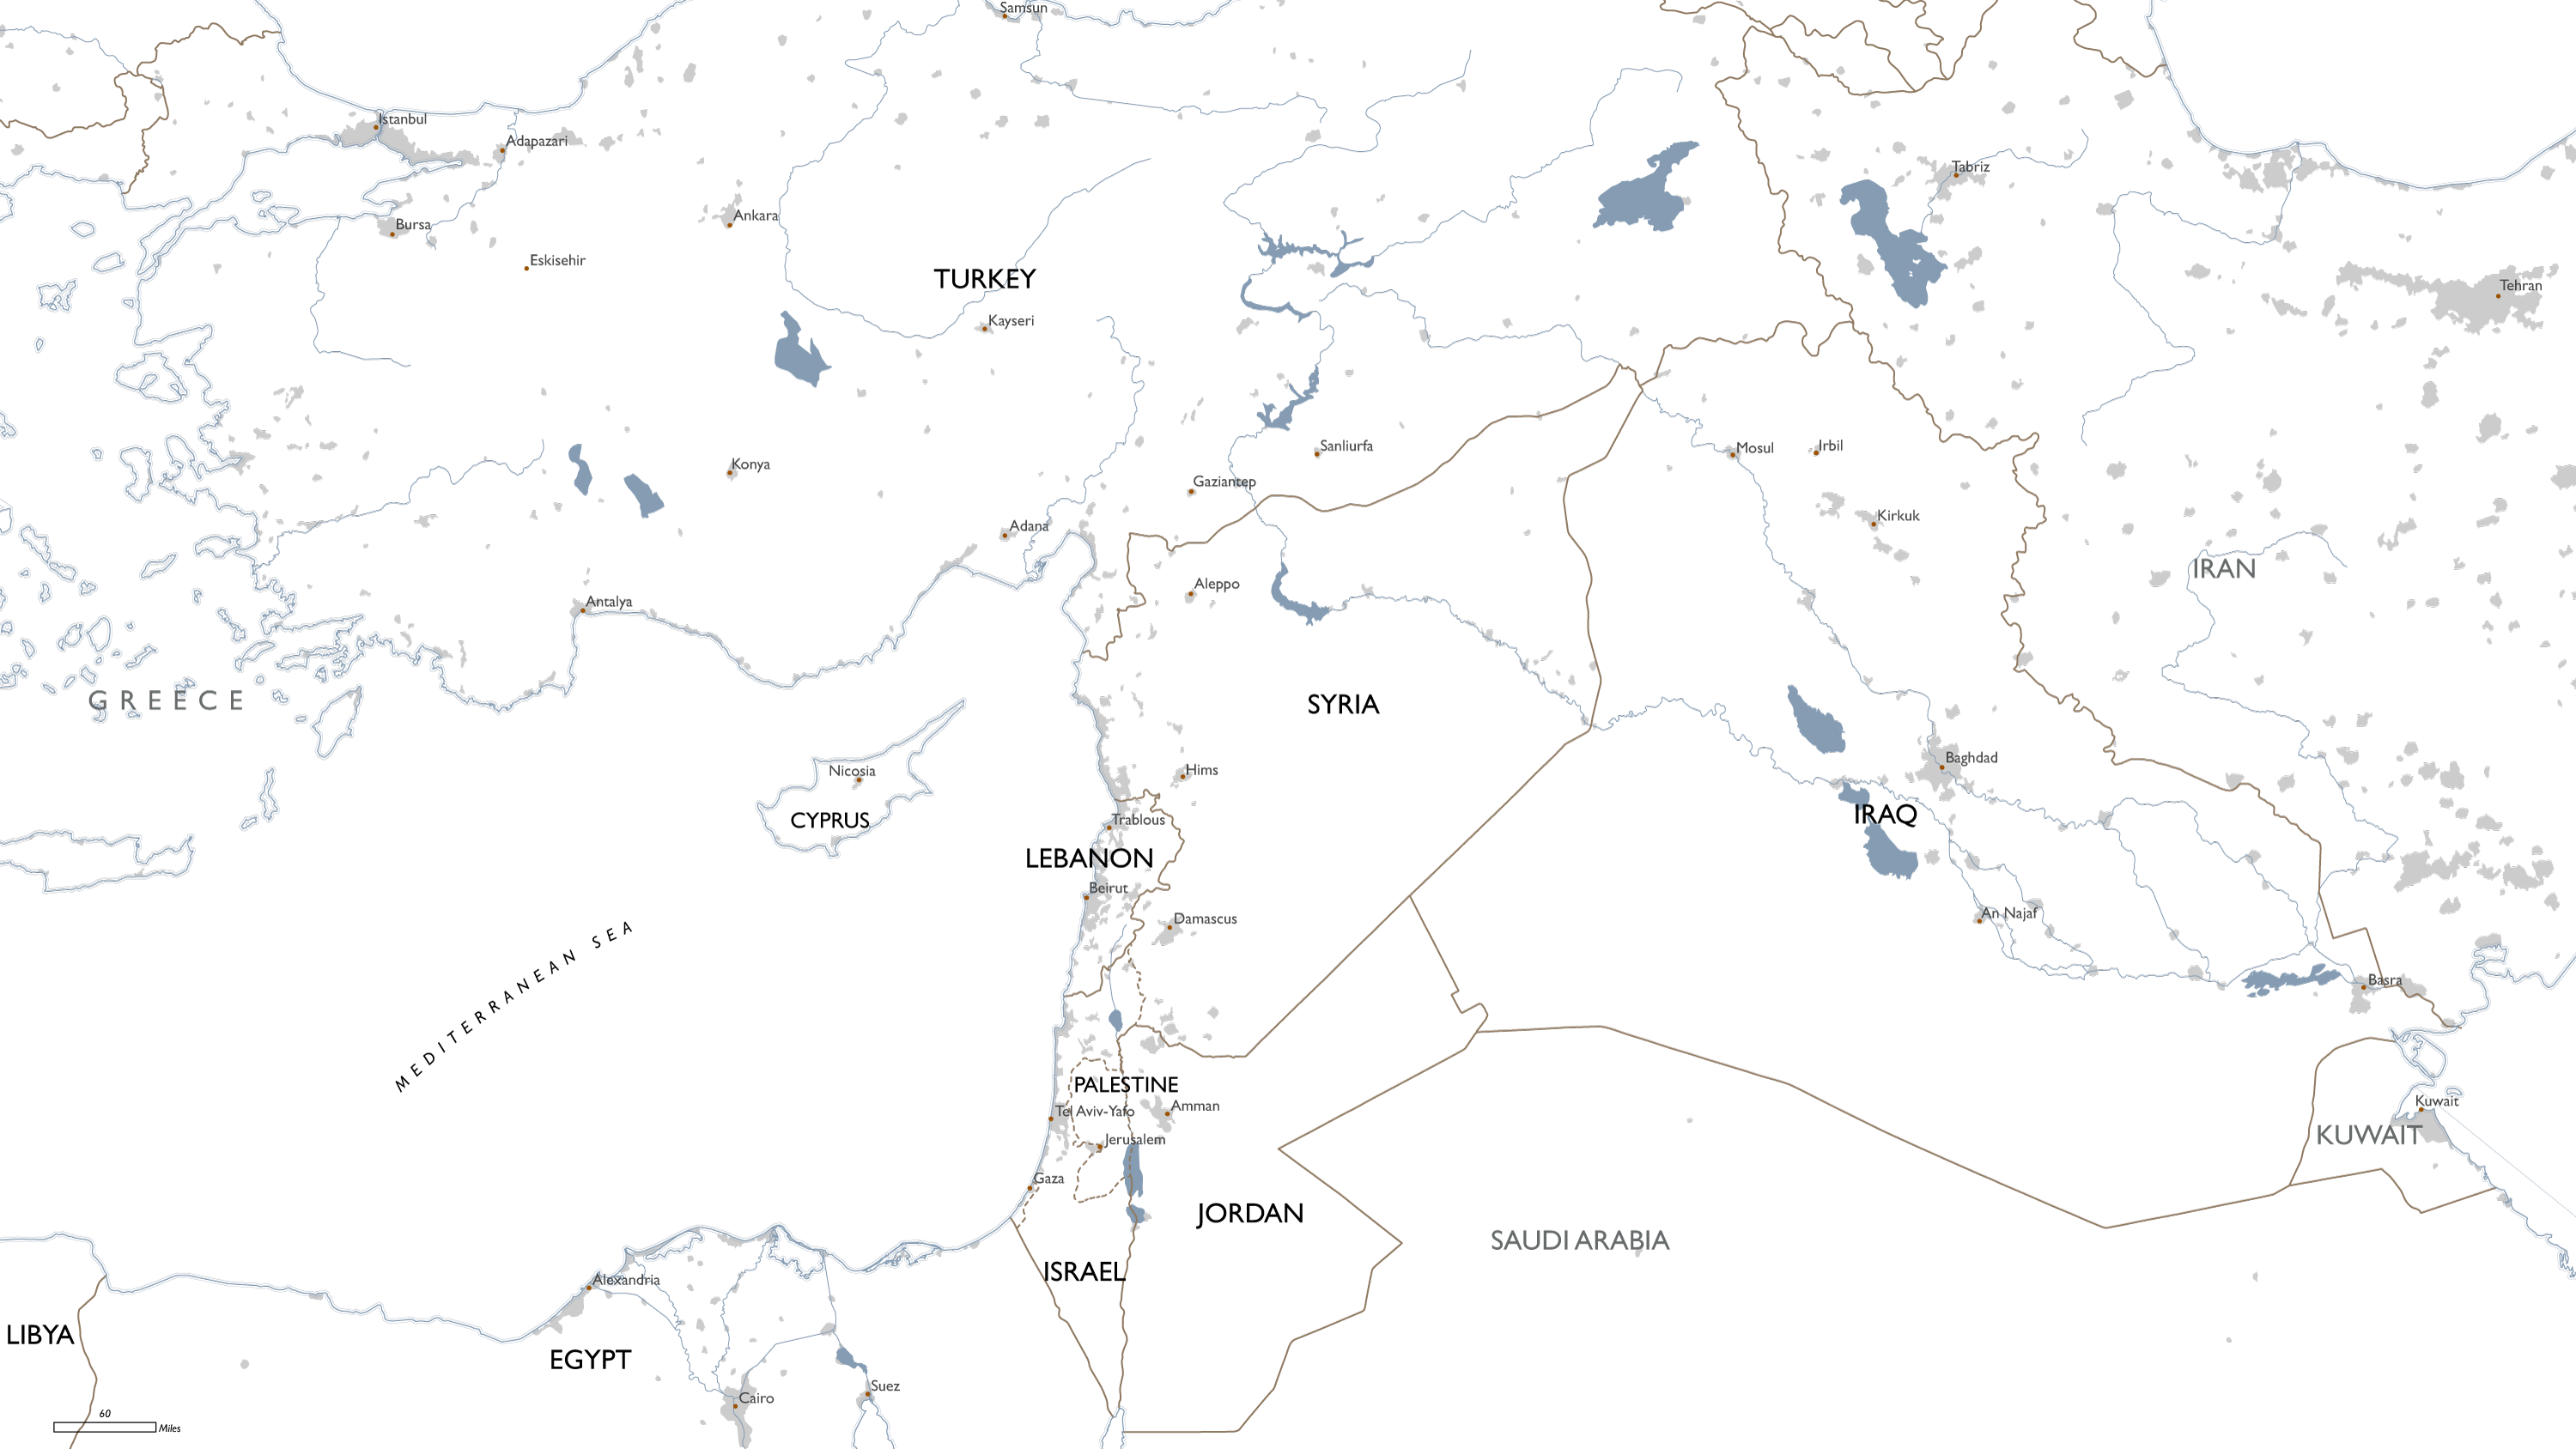 Samsun
Istanbul
Adapazari
Tabriz
Ankara
Bursa
Eskisehir
TURKEY
Tehran
Kayseri
Sanliurfa
Mosul
Irbil
Konya
Gaziantep
Kirkuk
Adana
IRAN
Aleppo
Antalya
GREECE
SYRIA
Baghdad
Hims
Nicosia
IRAQ
CYPRUS
Trablous
LEBANON
Beirut
An Najaf
Damascus
MEDITERRANEAN SEA
Basra
PALESTINE
Kuwait
Amman
Tel Aviv-Yafo
KUWAIT
Jerusalem
Gaza
JORDAN
SAUDI ARABIA
ISRAEL
Alexandria
LIBYA
EGYPT
Suez
Cairo
60
Miles